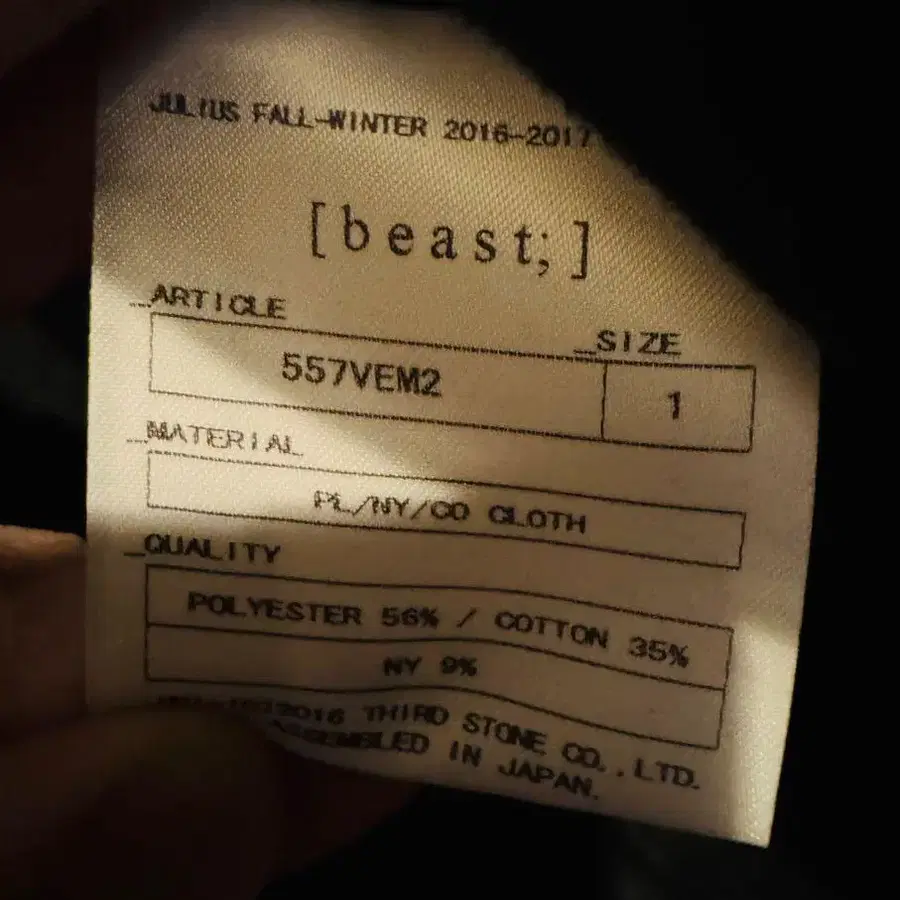 JULIUS FALL-WINTER 2016-2017
[beast;]
_ARTICLE
_SIZE
557VEM2
1
_MATERIAL
PL/NY/CO CLOTH
_QUALITY
POLYESTER 56% / COTTON 35%
NY 9%
2016 THIRD STONE CO.,LTD.
ASSEMBLED IN JAPAN.